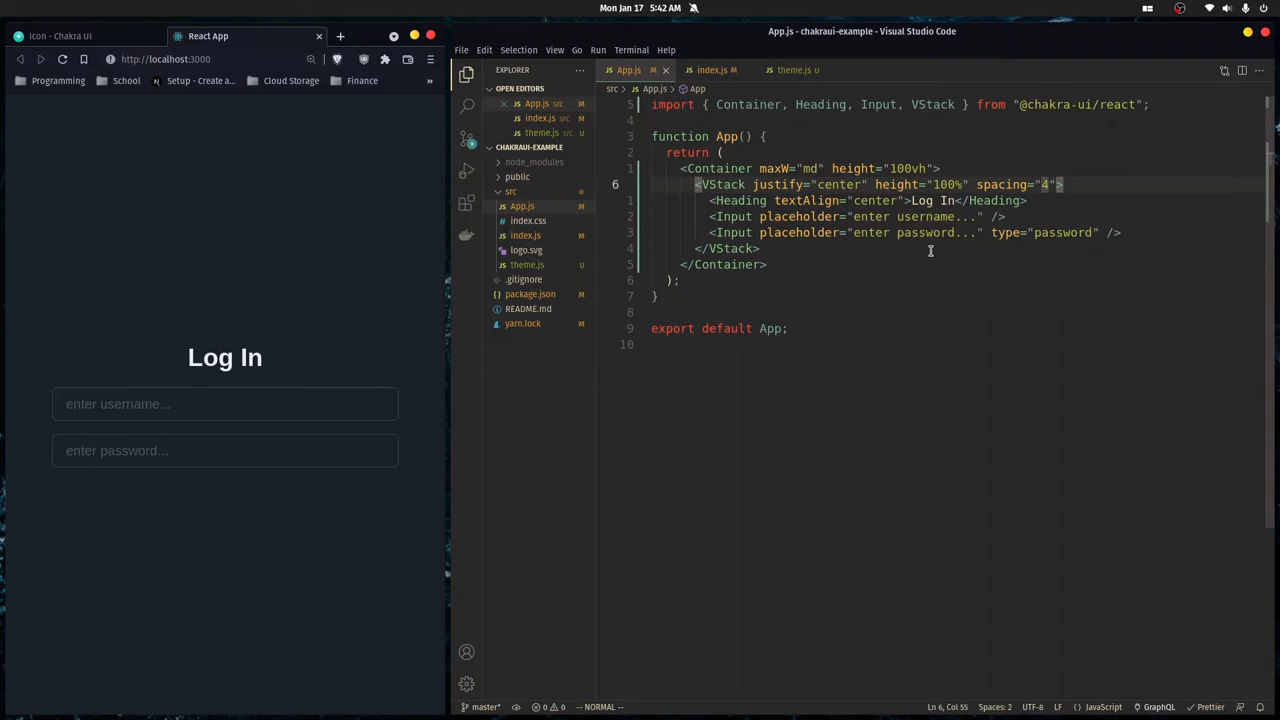 Mon Jan 17 5:42 AM
Icon - Chakra UI
React App
http://localhost:3000
Programming
School
Setup - Create a...
Cloud Storage
Finance
»
Log In
enter username...
enter password...
App.js - chakraui-example - Visual Studio Code
File Edit Selection View Go Run Terminal Help
EXPLORER
OPEN EDITORS
App.js src M
index.js src M
theme.js src U
CHAKRAUI-EXAMPLE
node_modules
public
src
App.js M
index.css
index.js M
logo.svg
theme.js U
.gitignore
package.json M
README.md
yarn.lock M
App.js M
index.js M
theme.js U
src > App.js > App
5 import { Container, Heading, Input, VStack } from "@chakra-ui/react";
4
3 function App() {
2 return (
1 <Container maxW="md" height="100vh">
6 <VStack justify="center" height="100%" spacing="4">
1 <Heading textAlign="center">Log In</Heading>
2 <Input placeholder="enter username..." />
3 <Input placeholder="enter password..." type="password" />
4 </VStack>
5 </Container>
6 );
7 }
8
9 export default App;
10
master* 0 0 -- NORMAL -- Ln 6, Col 55 Spaces: 2 UTF-8 LF JavaScript GraphQL Prettier